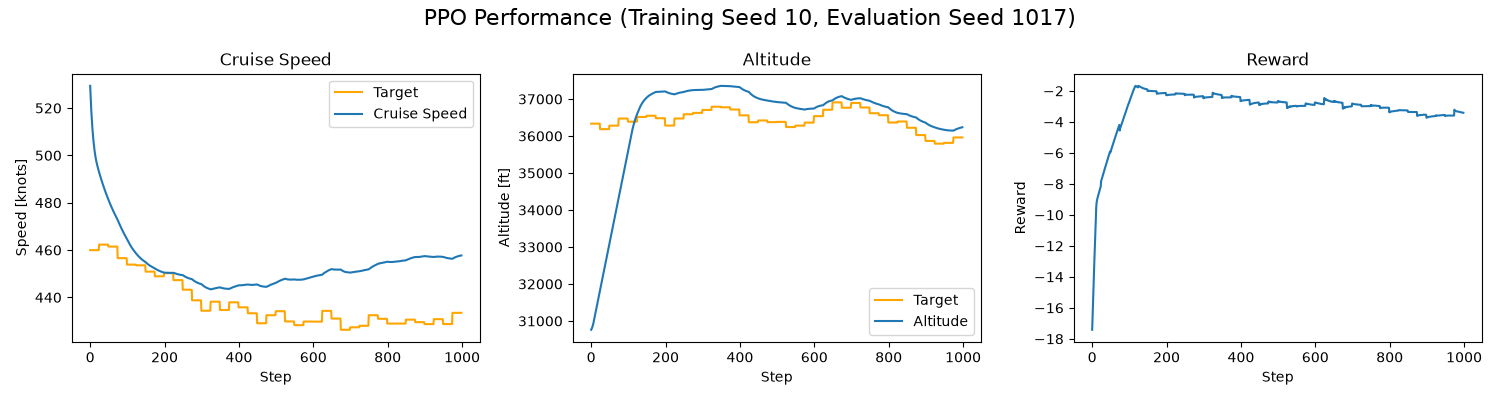 PPO Performance (Training Seed 10, Evaluation Seed 1017)
Cruise Speed
Target
Cruise Speed
520
500
480
460
440
Speed [knots]
0 200 400 600 800 1000
Step
Altitude
37000
36000
35000
34000
33000
32000
31000
Altitude [ft]
Target
Altitude
0 200 400 600 800 1000
Step
Reward
−2
−4
−6
−8
−10
−12
−14
−16
−18
Reward
0 200 400 600 800 1000
Step